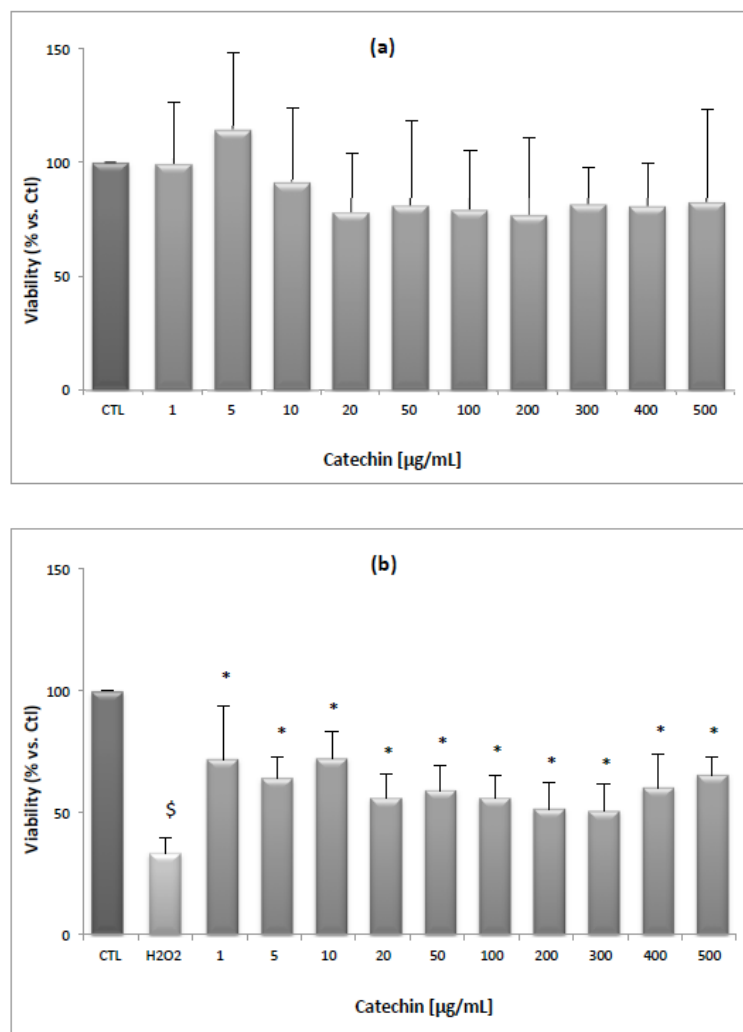 (a)
150
100
50
0
Viability (% vs. Ctl)
CTL 1 5 10 20 50 100 200 300 400 500
Catechin [µg/mL]
(b)
150
100
50
0
Viability (% vs. Ctl)
$ * * * * * * * * * *
CTL H2O2 1 5 10 20 50 100 200 300 400 500
Catechin [µg/mL]